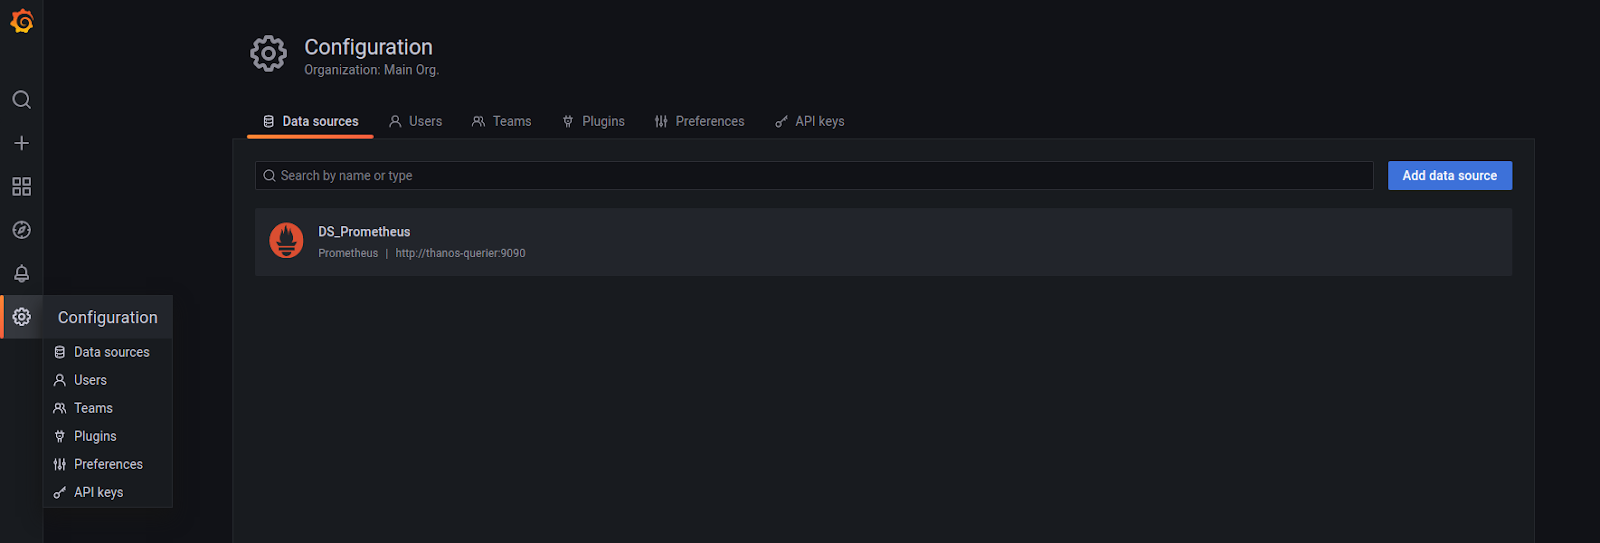 Configuration
Organization: Main Org.
Data sources Users Teams Plugins Preferences API keys
Search by name or type Add data source
DS_Prometheus
Prometheus | http://thanos-querier:9090
Configuration
Data sources
Users
Teams
Plugins
Preferences
API keys